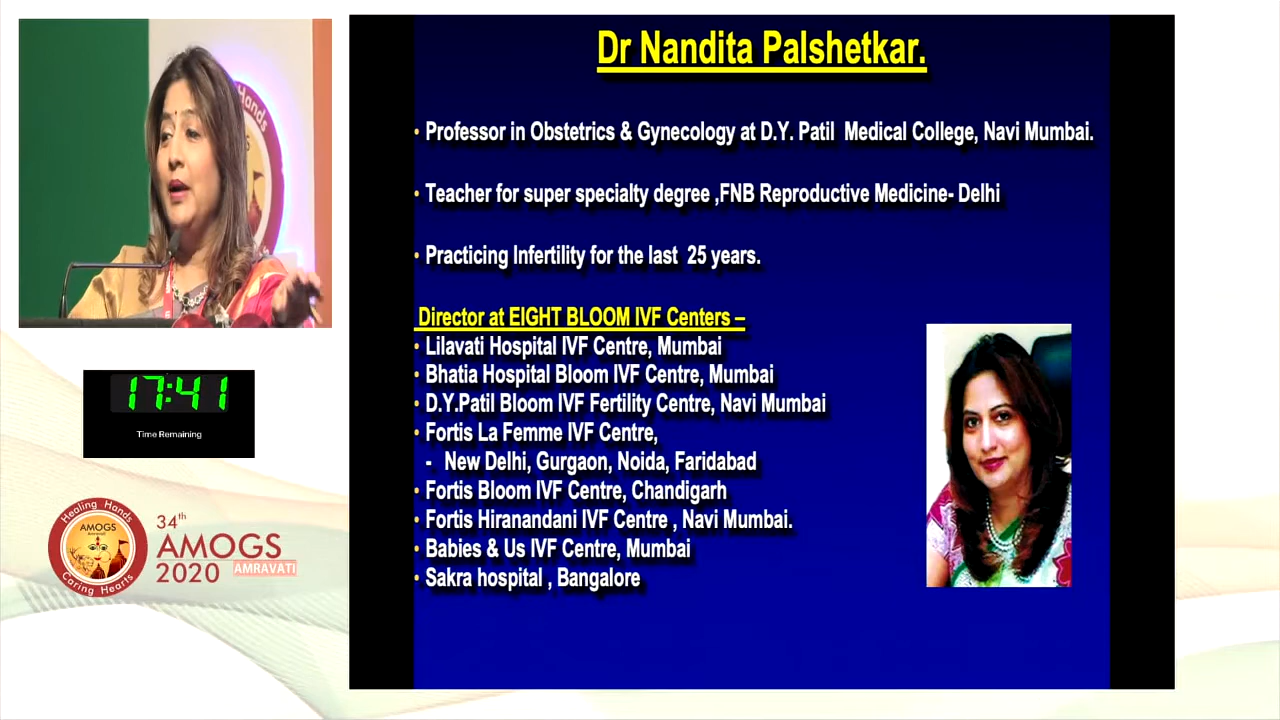 Dr Nandita Palshetkar.
• Professor in Obstetrics & Gynecology at D.Y. Patil Medical College, Navi Mumbai.
• Teacher for super specialty degree ,FNB Reproductive Medicine- Delhi
• Practicing Infertility for the last 25 years.
Director at EIGHT BLOOM IVF Centers –
• Lilavati Hospital IVF Centre, Mumbai
• Bhatia Hospital Bloom IVF Centre, Mumbai
• D.Y.Patil Bloom IVF Fertility Centre, Navi Mumbai
• Fortis La Femme IVF Centre,
- New Delhi, Gurgaon, Noida, Faridabad
• Fortis Bloom IVF Centre, Chandigarh
• Fortis Hiranandani IVF Centre , Navi Mumbai.
• Babies & Us IVF Centre, Mumbai
• Sakra hospital , Bangalore
Hands
17:41
Time Remaining
Healing Hands
AMOGS
Amravati
Caring Hearts
34th
AMOGS
2020 AMRAVATI